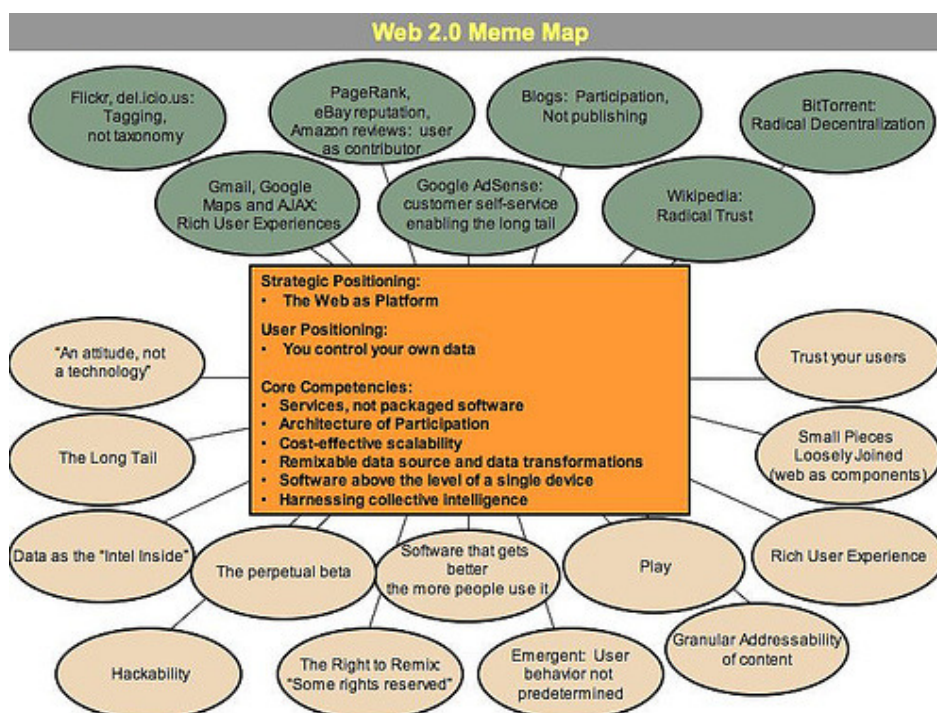 Web 2.0 Meme Map
Flickr, del.icio.us:
Tagging,
not taxonomy
PageRank,
eBay reputation,
Amazon reviews: user
as contributor
Blogs: Participation,
Not publishing
BitTorrent:
Radical Decentralization
Gmail, Google
Maps and AJAX:
Rich User Experiences
Google AdSense:
customer self-service
enabling the long tail
Wikipedia:
Radical Trust
Strategic Positioning:
• The Web as Platform
User Positioning:
• You control your own data
Core Competencies:
• Services, not packaged software
• Architecture of Participation
• Cost-effective scalability
• Remixable data source and data transformations
• Software above the level of a single device
• Harnessing collective intelligence
"An attitude, not
a technology"
Trust your users
The Long Tail
Small Pieces
Loosely Joined
(web as components)
Data as the "Intel Inside"
The perpetual beta
Software that gets
better
the more people use it
Play
Rich User Experience
Hackability
The Right to Remix:
"Some rights reserved"
Emergent: User
behavior not
predetermined
Granular Addressability
of content